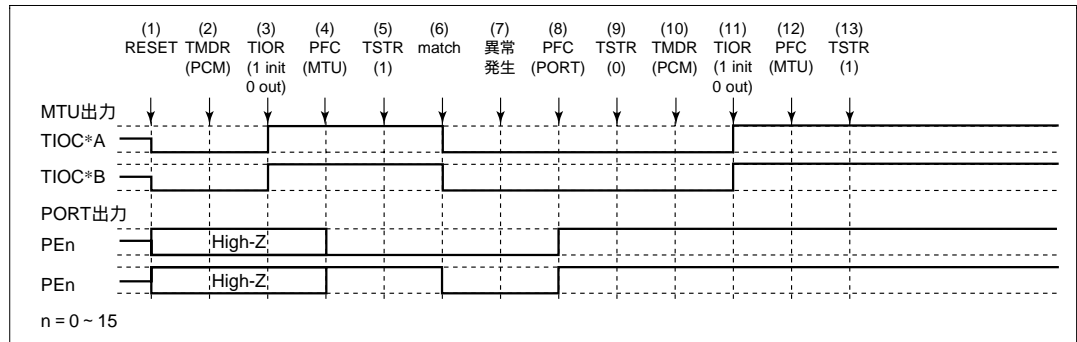 (1) (2) (3) (4) (5) (6) (7) (8) (9) (10) (11) (12) (13)
RESET TMDR TIOR PFC TSTR match 異常 PFC TSTR TMDR TIOR PFC TSTR
(PCM) (1 init (MTU) (1) 発生 (PORT) (0) (PCM) (1 init (MTU) (1)
0 out) 0 out)
MTU出力
TIOC*A
TIOC*B
PORT出力
PEn High-Z
PEn High-Z
n = 0 ~ 15